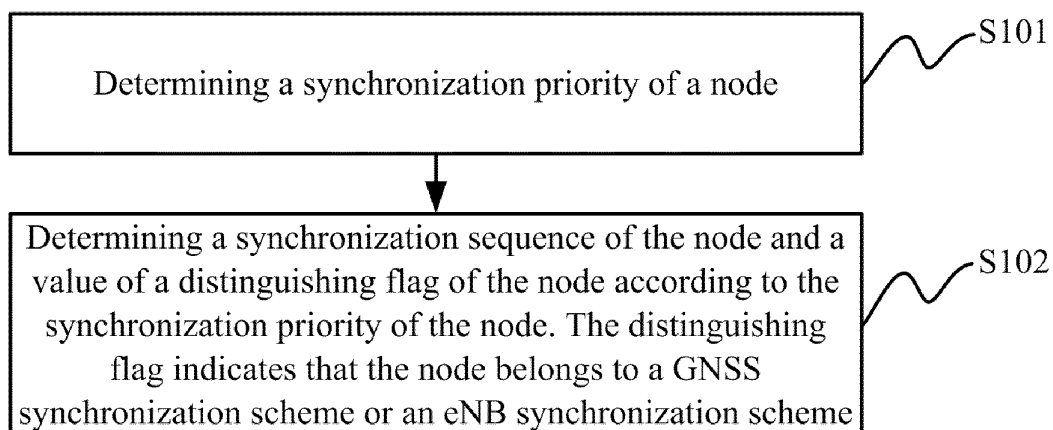 Determining a synchronization priority of a node
S101
Determining a synchronization sequence of the node and a
value of a distinguishing flag of the node according to the
synchronization priority of the node. The distinguishing
flag indicates that the node belongs to a GNSS
synchronization scheme or an eNB synchronization scheme
S102